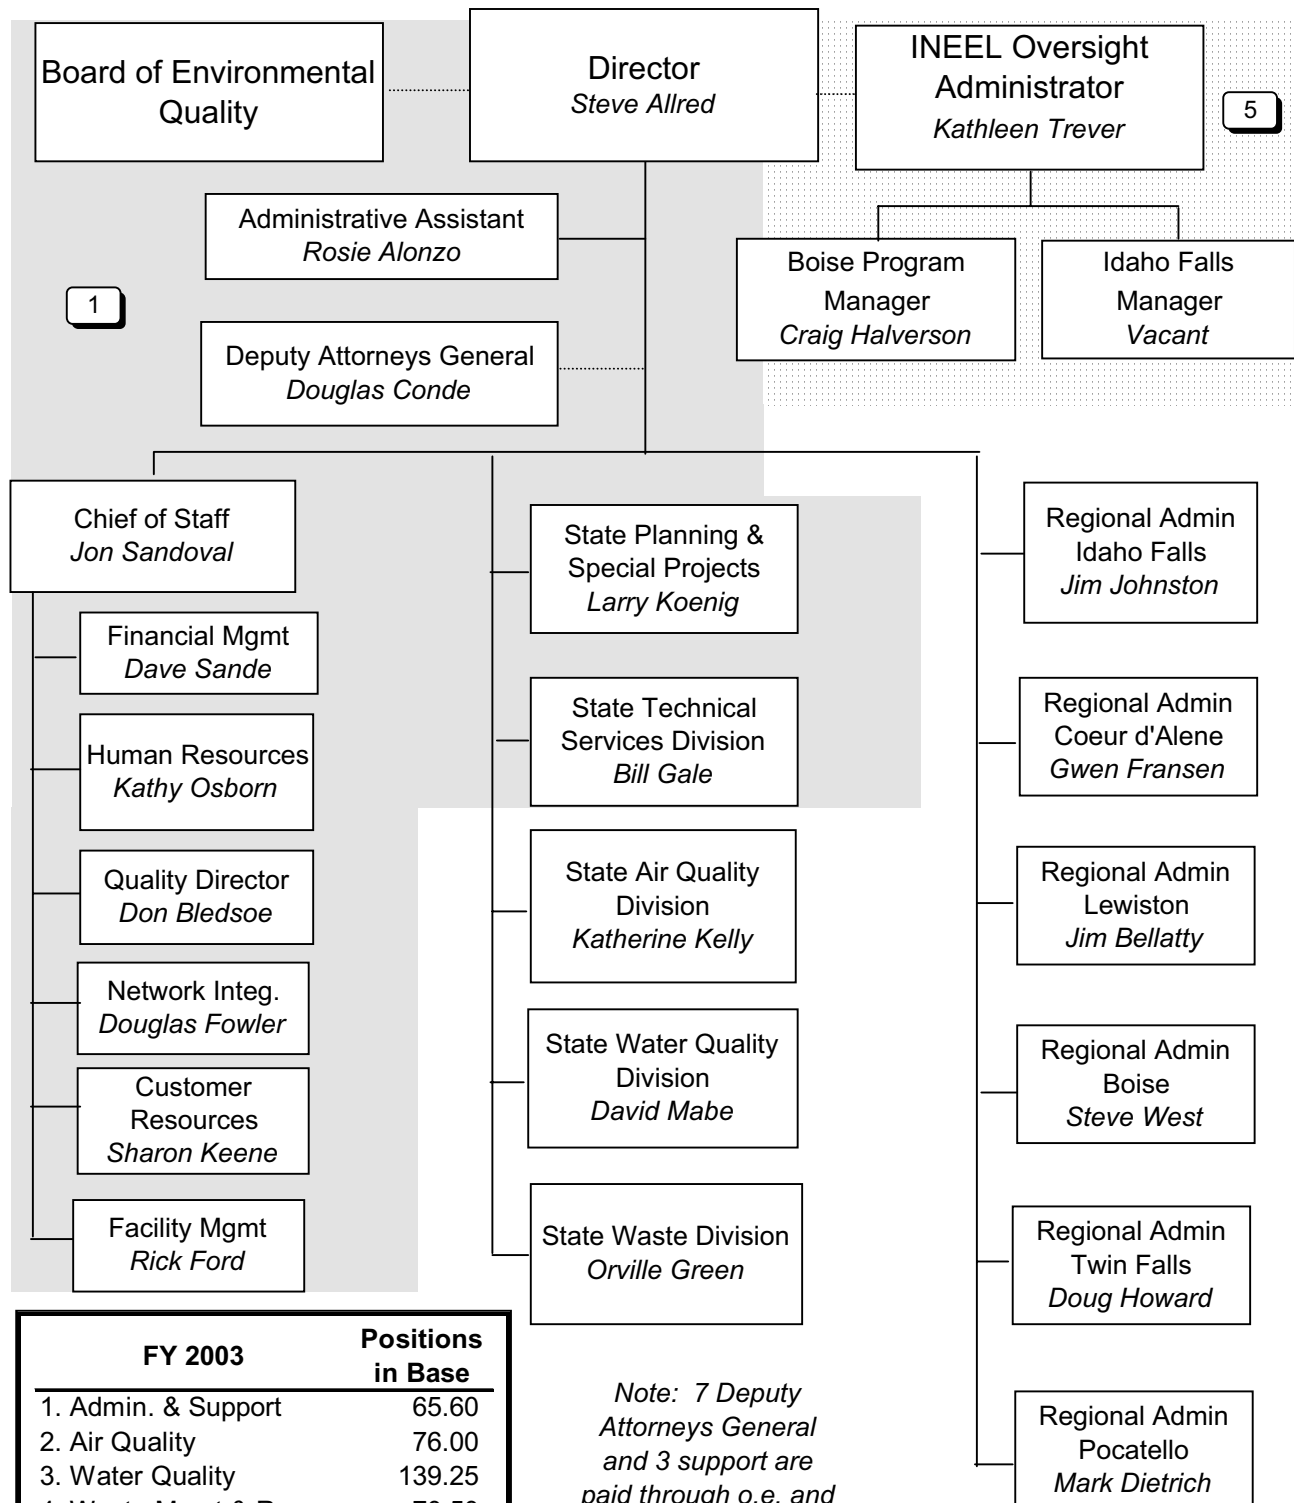 Board of Environmental
Quality
Director
Steve Allred
INEEL Oversight
Administrator
Kathleen Trever
5
Administrative Assistant
Rosie Alonzo
Boise Program
Manager
Craig Halverson
Idaho Falls
Manager
Vacant
1
Deputy Attorneys General
Douglas Conde
Chief of Staff
Jon Sandoval
Financial Mgmt
Dave Sande
Human Resources
Kathy Osborn
Quality Director
Don Bledsoe
Network Integ.
Douglas Fowler
Customer
Resources
Sharon Keene
Facility Mgmt
Rick Ford
State Planning &
Special Projects
Larry Koenig
State Technical
Services Division
Bill Gale
State Air Quality
Division
Katherine Kelly
State Water Quality
Division
David Mabe
State Waste Division
Orville Green
Regional Admin
Idaho Falls
Jim Johnston
Regional Admin
Coeur d'Alene
Gwen Fransen
Regional Admin
Lewiston
Jim Bellatty
Regional Admin
Boise
Steve West
Regional Admin
Twin Falls
Doug Howard
Regional Admin
Pocatello
Mark Dietrich
FY 2003 Positions
in Base
1. Admin. & Support 65.60
2. Air Quality 76.00
3. Water Quality 139.25
Note: 7 Deputy
Attorneys General
and 3 support are
paid through o.e. and